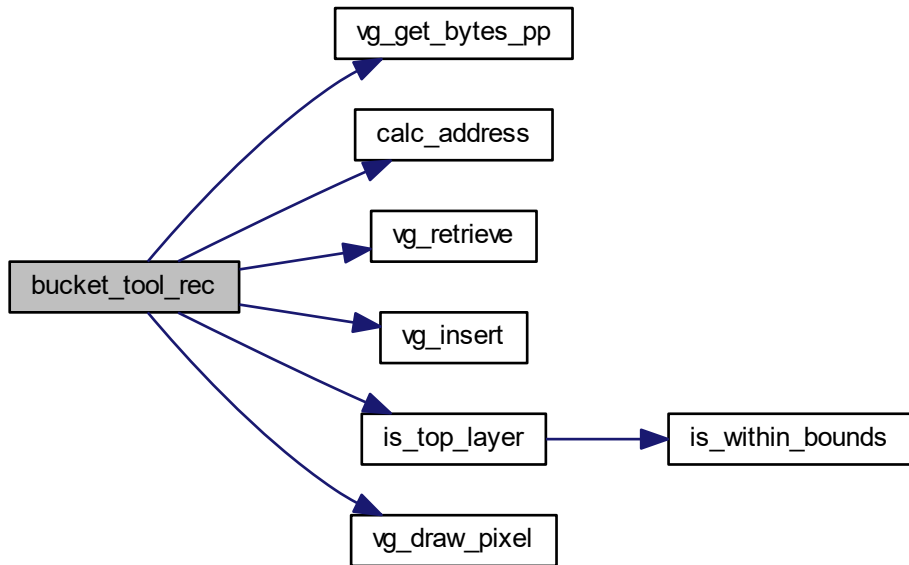 vg_get_bytes_pp
calc_address
vg_retrieve
bucket_tool_rec
vg_insert
is_top_layer
is_within_bounds
vg_draw_pixel